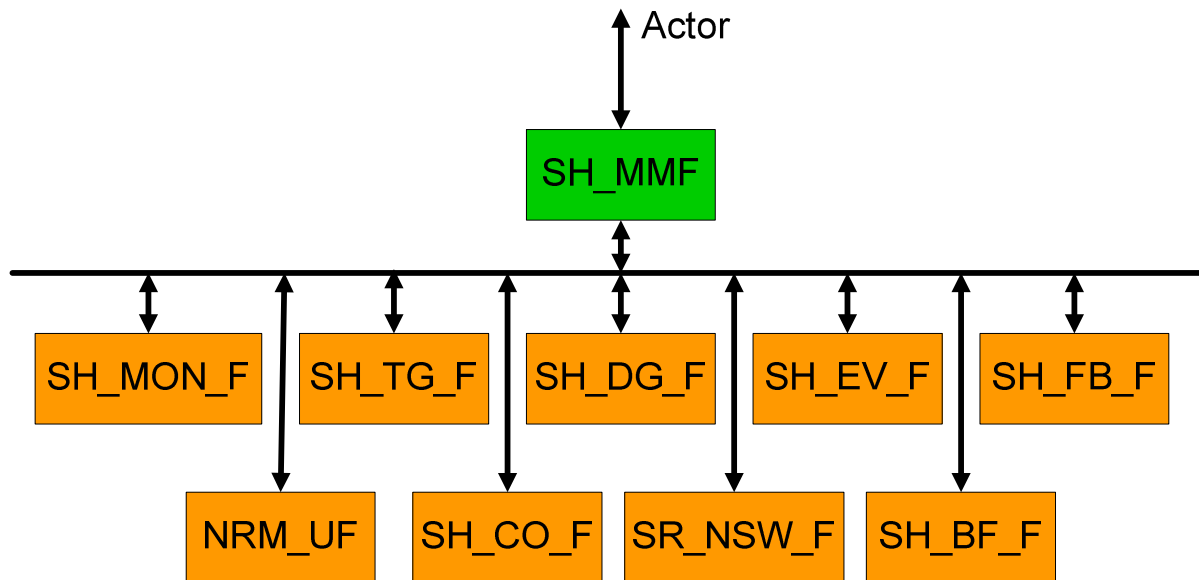 Actor
SH_MMF
SH_MON_F
SH_TG_F
SH_DG_F
SH_EV_F
SH_FB_F
NRM_UF
SH_CO_F
SR_NSW_F
SH_BF_F